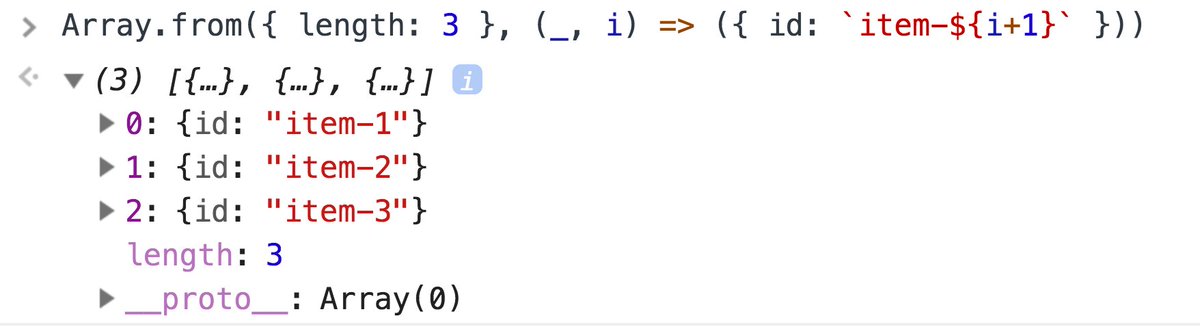 > Array.from({ length: 3 }, (_, i) => ({ id: `item-${i+1}` }))
(3) [{…}, {…}, {…}] i
0: {id: "item-1"}
1: {id: "item-2"}
2: {id: "item-3"}
length: 3
__proto__: Array(0)